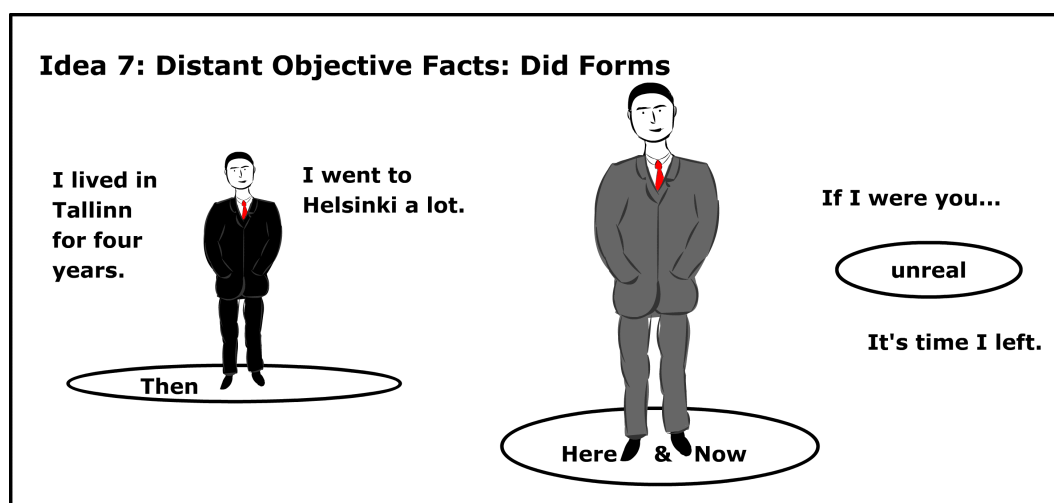 Idea 7: Distant Objective Facts: Did Forms
I lived in
Tallinn
for four
years.
I went to
Helsinki a lot.
Then
Here & Now
If I were you...
unreal
It's time I left.